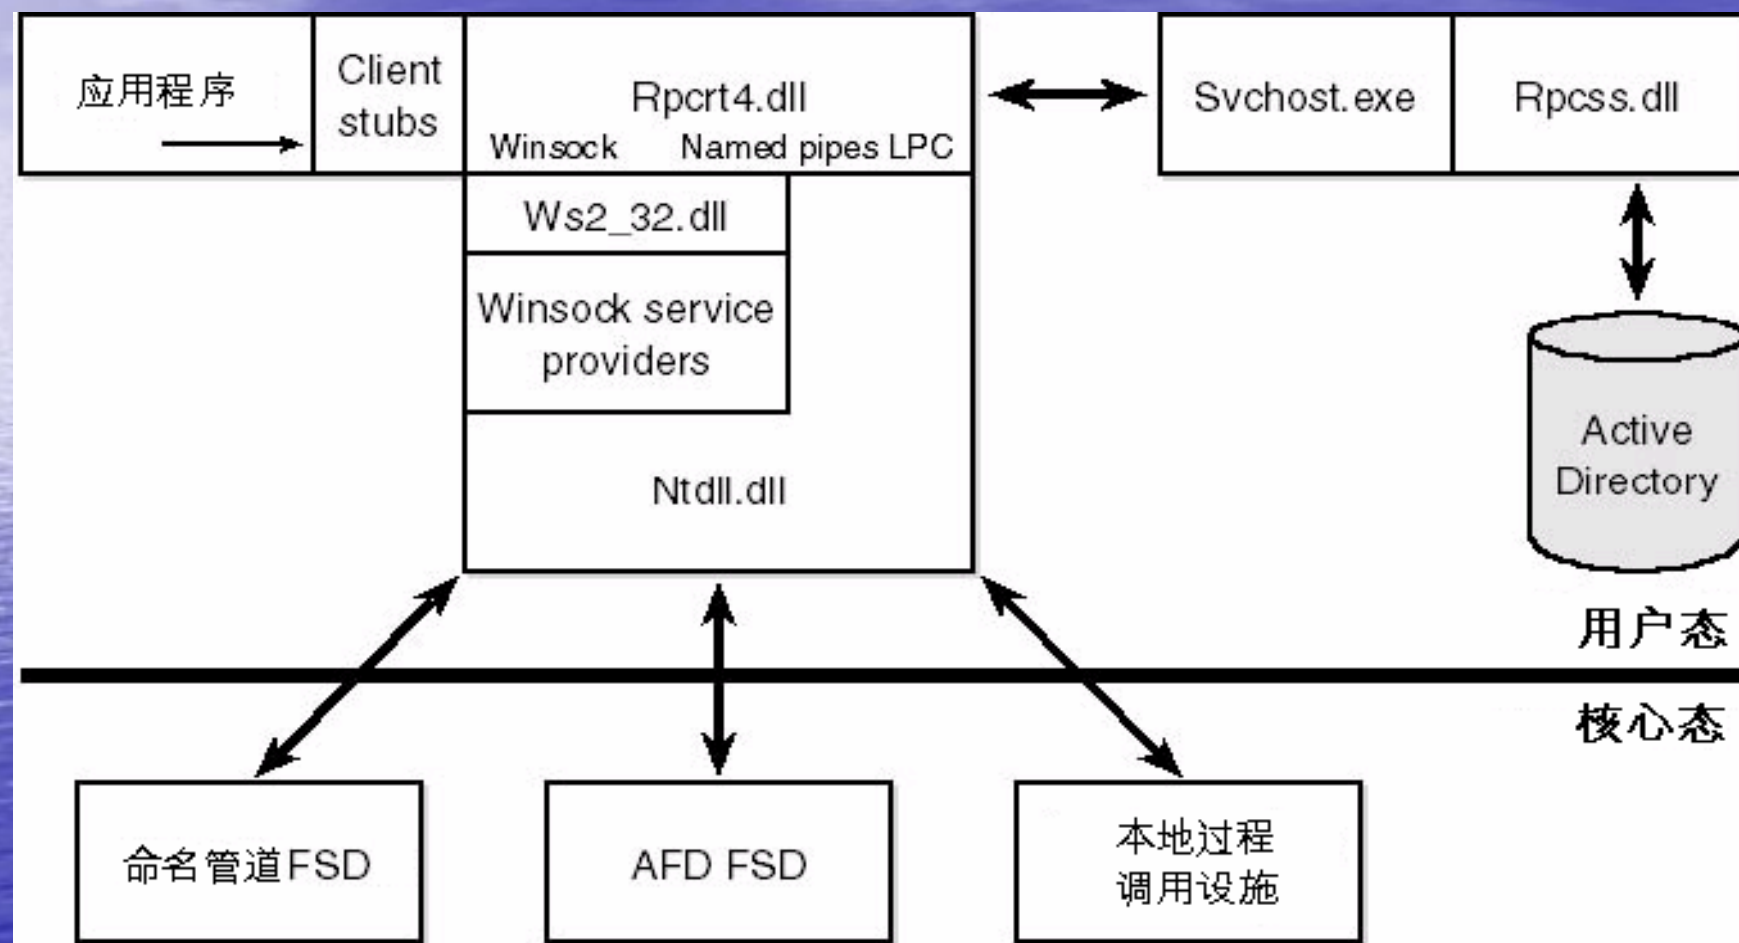 应用程序
Client
stubs
Rpcrt4.dll
Winsock Named pipes LPC
Svchost.exe
Rpcss.dll
Ws2_32.dll
Winsock service
providers
Ntdll.dll
Active
Directory
用户态
核心态
命名管道FSD
AFD FSD
本地过程
调用设施